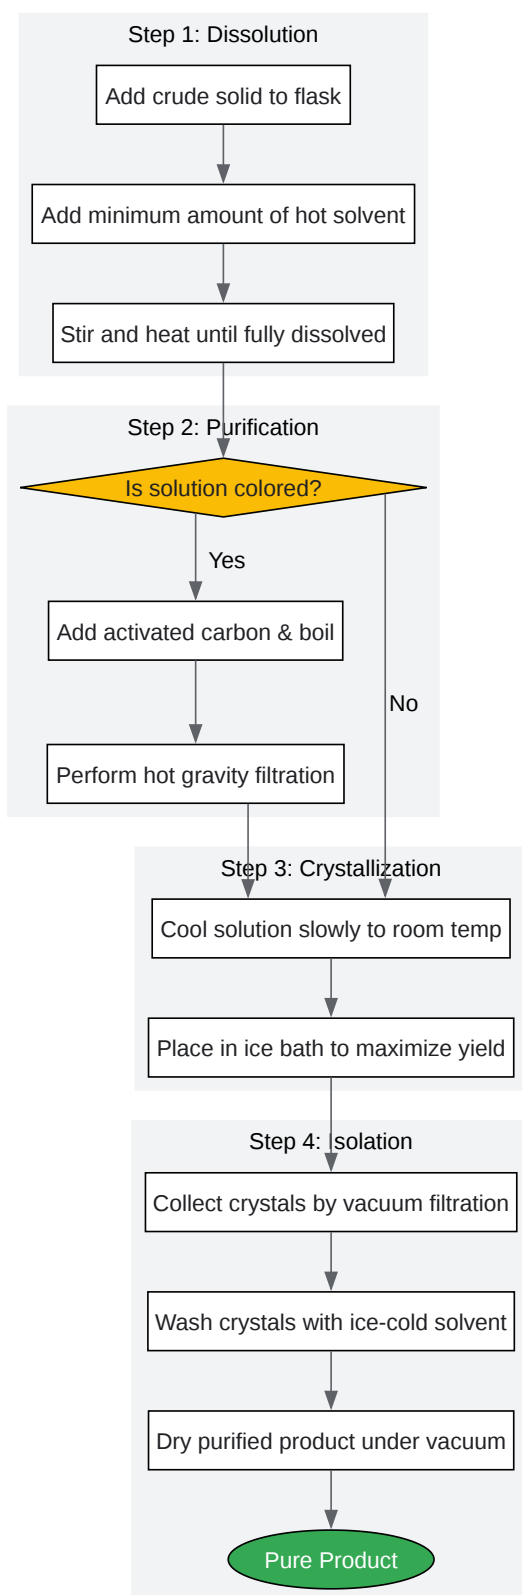 Step 1: Dissolution
Add crude solid to flask
Add minimum amount of hot solvent
Stir and heat until fully dissolved
Step 2: Purification
Is solution colored?
Yes
Add activated carbon & boil
No
Perform hot gravity filtration
Step 3: Crystallization
Cool solution slowly to room temp
Place in ice bath to maximize yield
Step 4: Isolation
Collect crystals by vacuum filtration
Wash crystals with ice-cold solvent
Dry purified product under vacuum
Pure Product